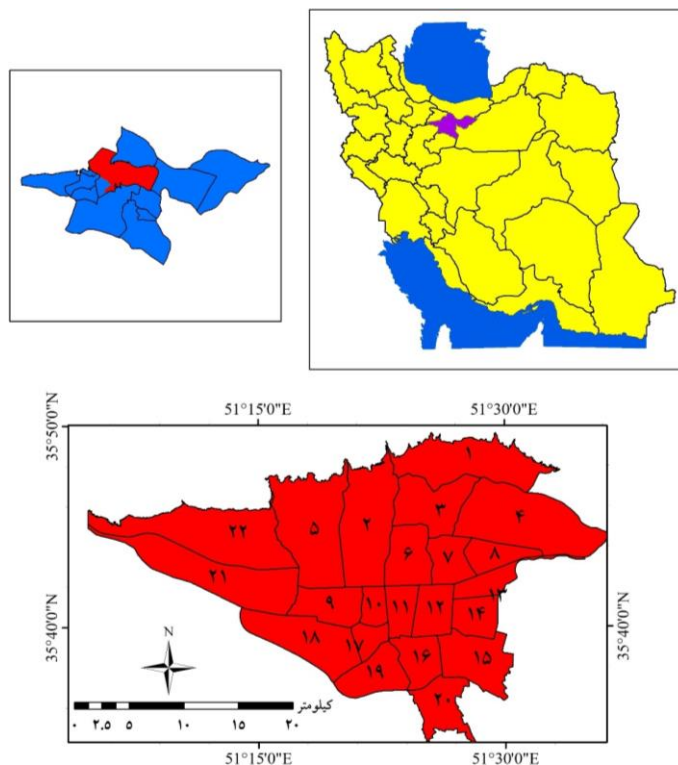 51°15'0"E 51°30'0"E
35°50'0"N
۱
۳ ۴
۲۲ ۵ ۲
۶ ۷ ۸
۲۱
۹ ۱۰ ۱۱ ۱۲ ۱۳
۱۴
35°40'0"N 35°40'0"N
۱۸ ۱۷ ۱۶ ۱۵
۱۹
N
۲۰
کیلومتر
۰ ۲.۵ ۵ ۱۰ ۱۵ ۲۰
51°15'0"E 51°30'0"E